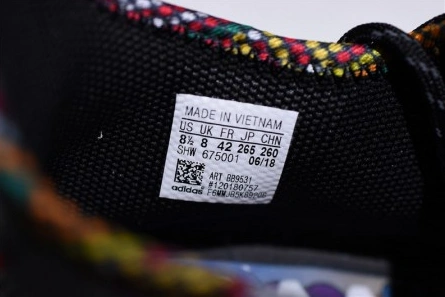 MADE IN VIETNAM
US UK FR JP CHN
8½ 8 42 265 260
SHW 675001 06/18
ART BB9531
#120180757
adidas